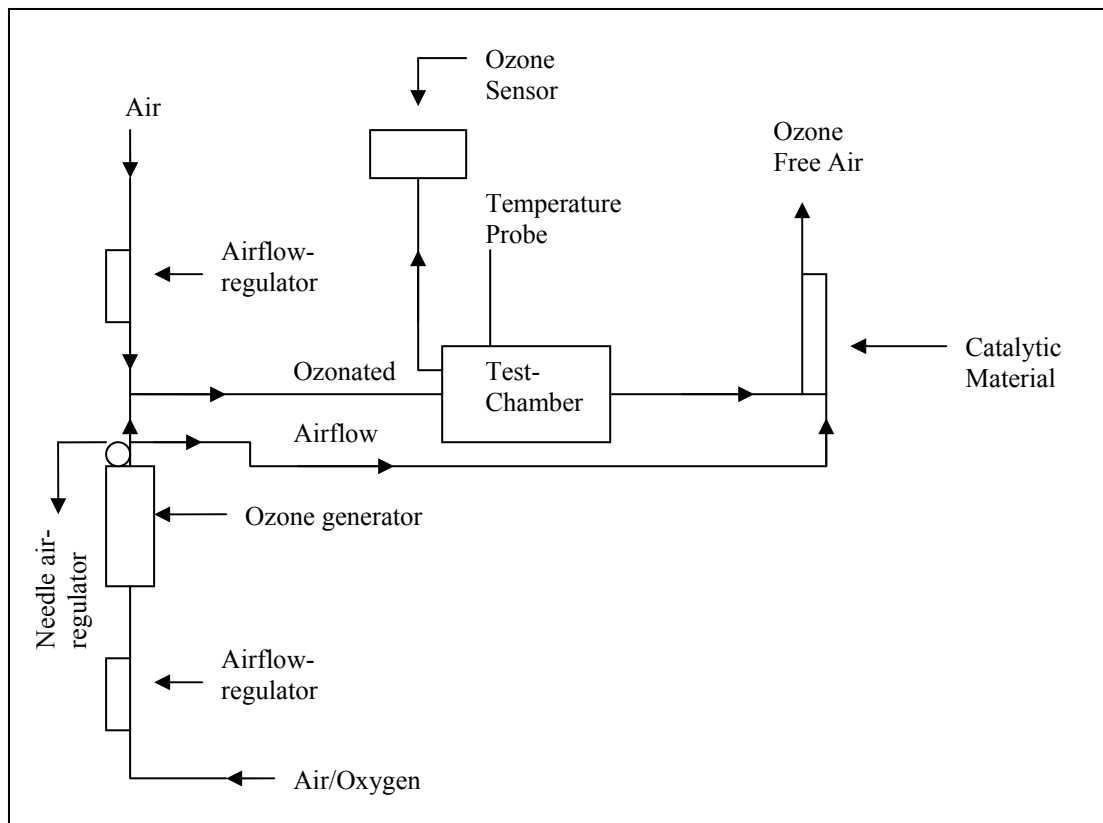 Ozone
Sensor
Air
Ozone
Free Air
Temperature
Probe
Airflow-
regulator
Ozonated
Test-
Chamber
Catalytic
Material
Airflow
Ozone generator
Needle air-
regulator
Airflow-
regulator
Air/Oxygen